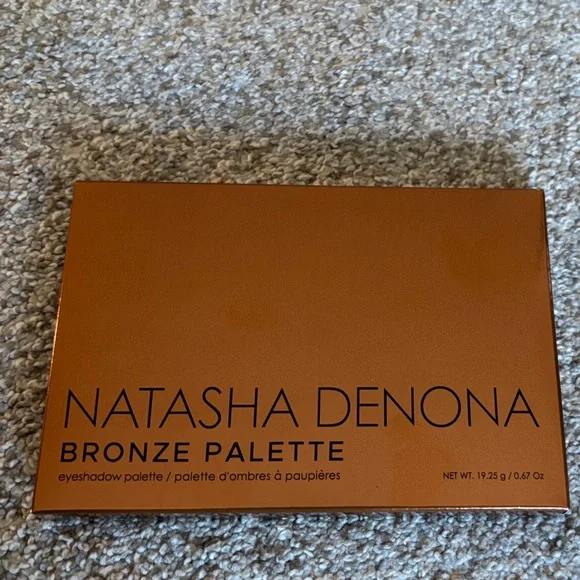 NATASHA DENONA
BRONZE PALETTE
eyeshadow palette / palette d'ombres à paupières
NET WT. 19.25 g / 0.67 Oz